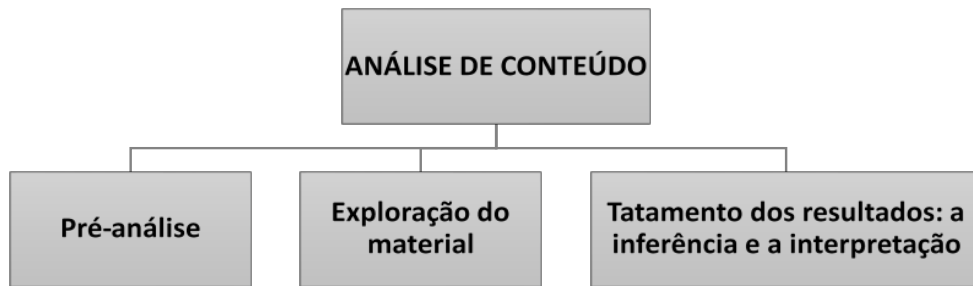 ANÁLISE DE CONTEÚDO
Pré-análise
Exploração do
material
Tatamento dos resultados: a
inferência e a interpretação